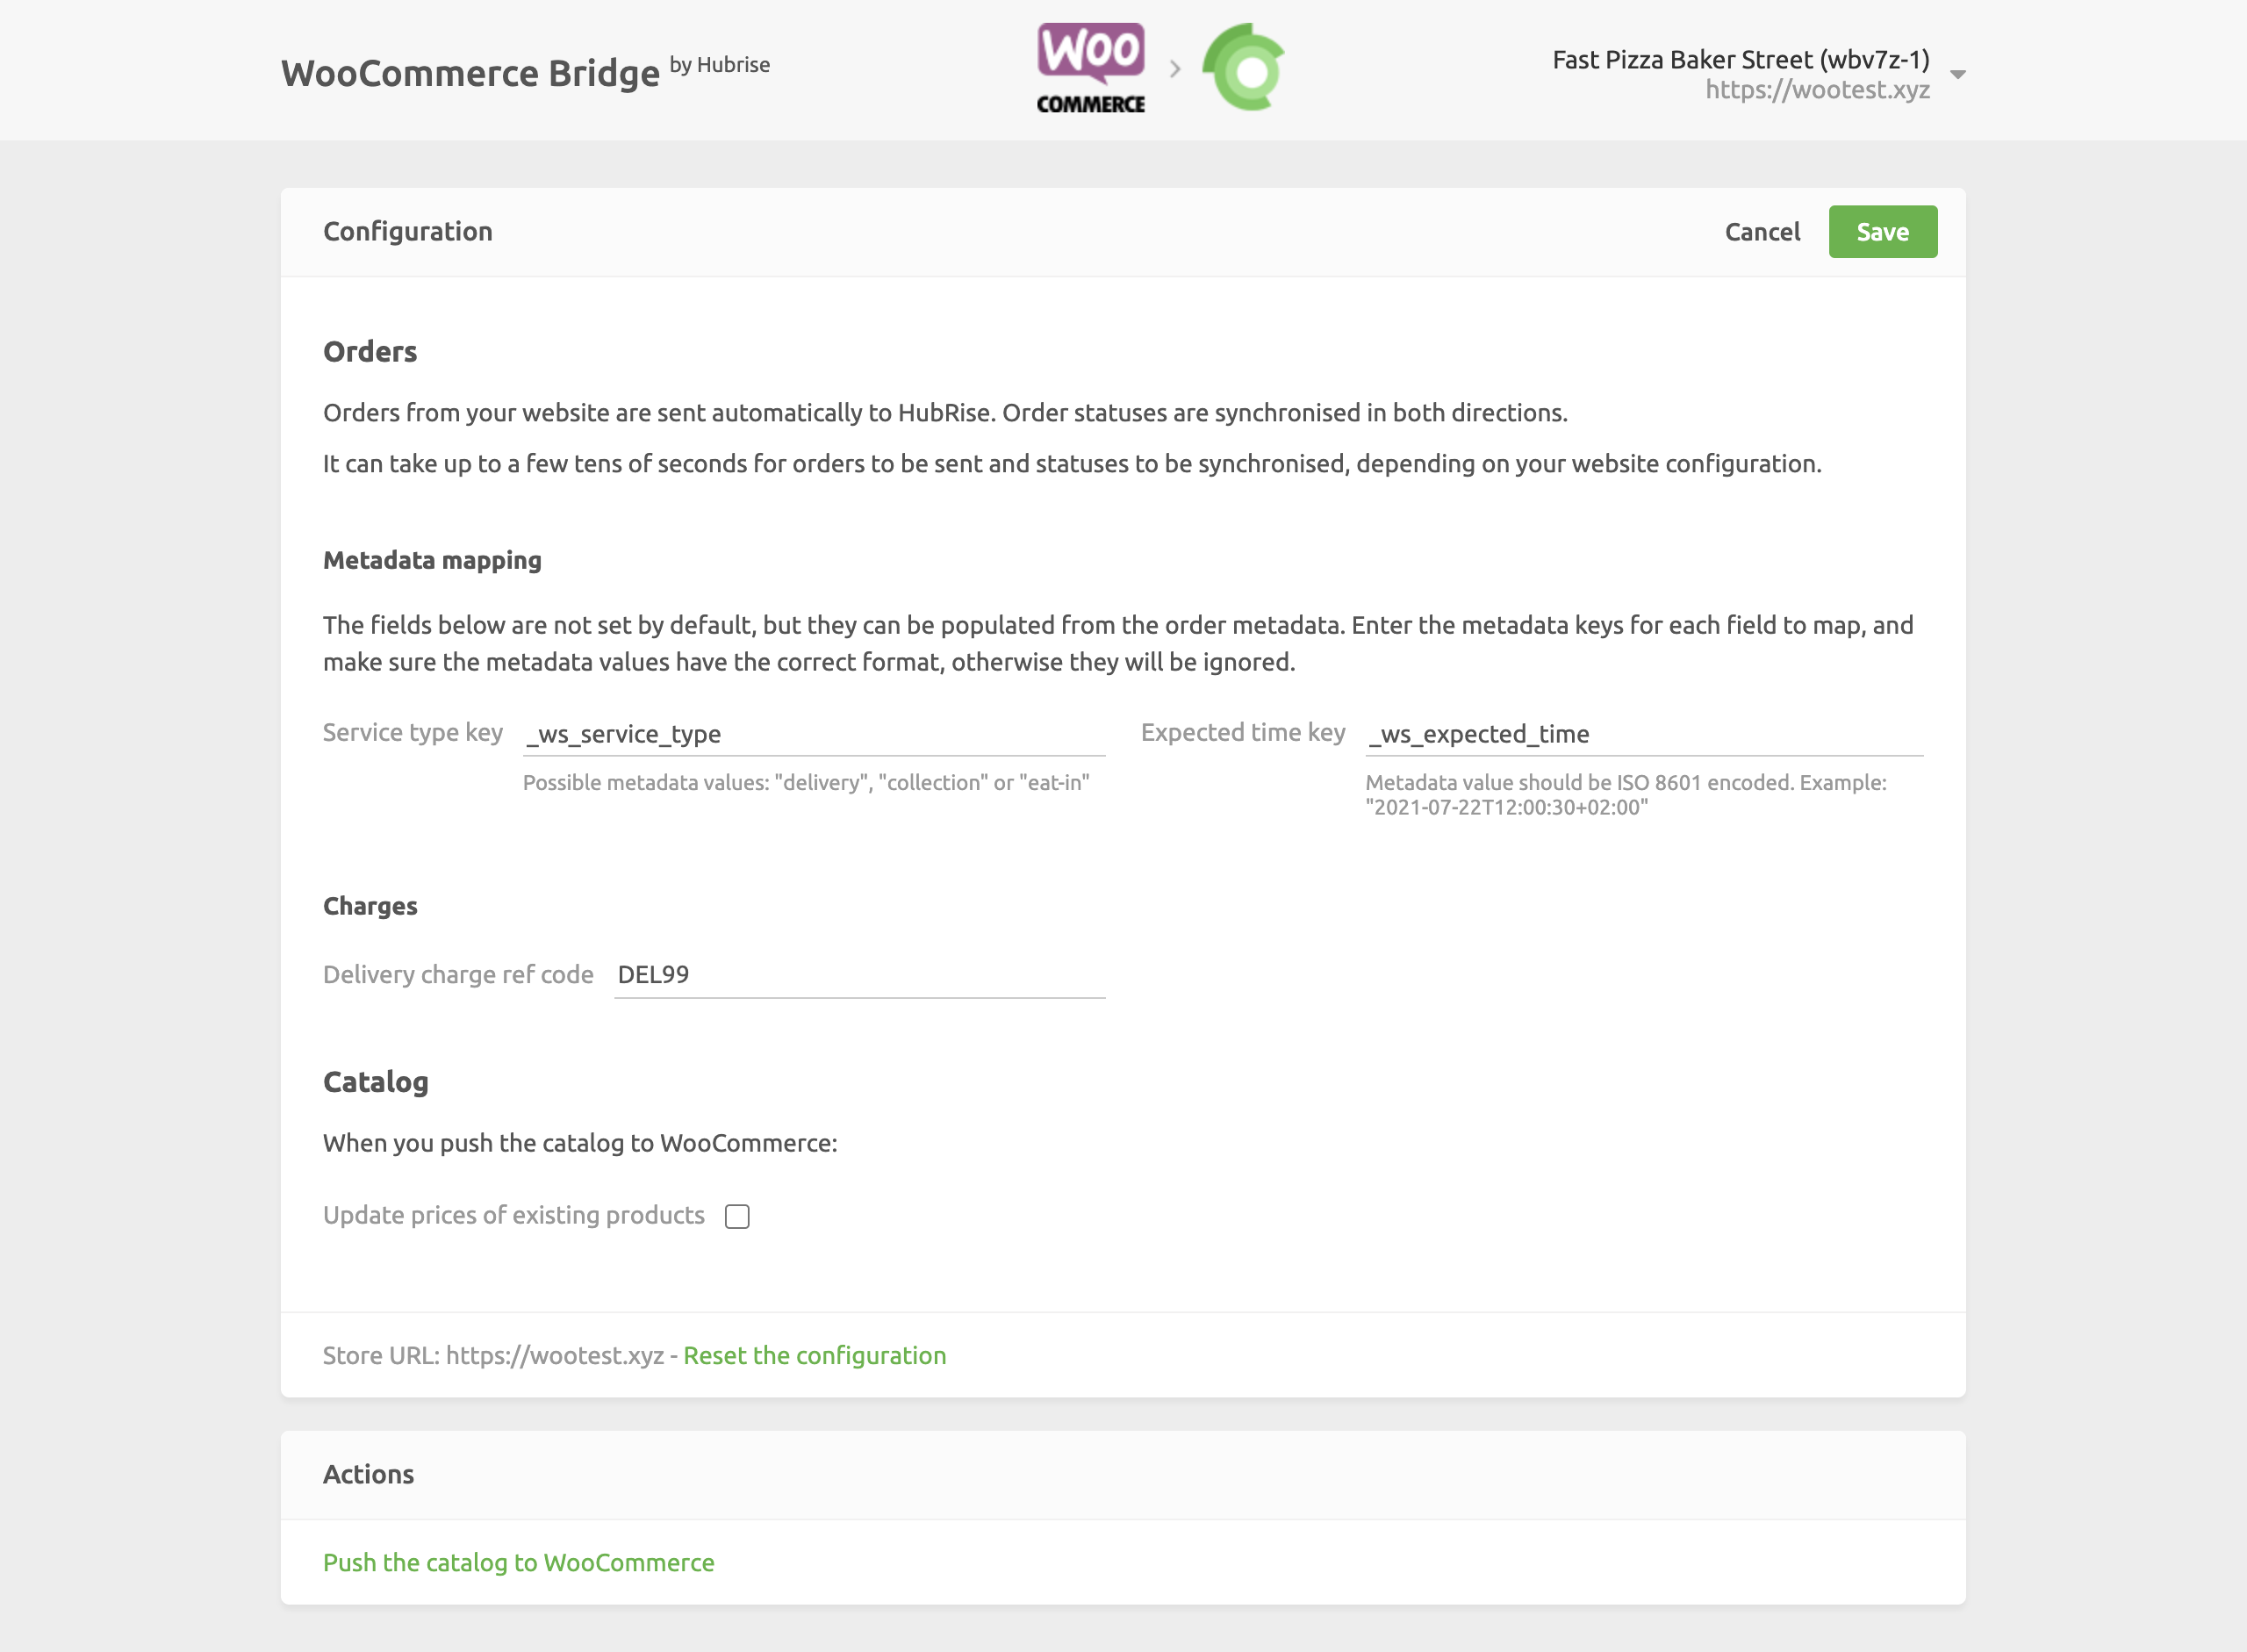 WooCommerce Bridge by Hubrise
Woo
COMMERCE
Fast Pizza Baker Street (wbv7z-1)
https://wootest.xyz
Configuration
Cancel
Save
Orders
Orders from your website are sent automatically to HubRise. Order statuses are synchronised in both directions.
It can take up to a few tens of seconds for orders to be sent and statuses to be synchronised, depending on your website configuration.
Metadata mapping
The fields below are not set by default, but they can be populated from the order metadata. Enter the metadata keys for each field to map, and
make sure the metadata values have the correct format, otherwise they will be ignored.
Service type key _ws_service_type
Possible metadata values: "delivery", "collection" or "eat-in"
Expected time key _ws_expected_time
Metadata value should be ISO 8601 encoded. Example:
"2021-07-22T12:00:30+02:00"
Charges
Delivery charge ref code DEL99
Catalog
When you push the catalog to WooCommerce:
Update prices of existing products
Store URL: https://wootest.xyz - Reset the configuration
Actions
Push the catalog to WooCommerce